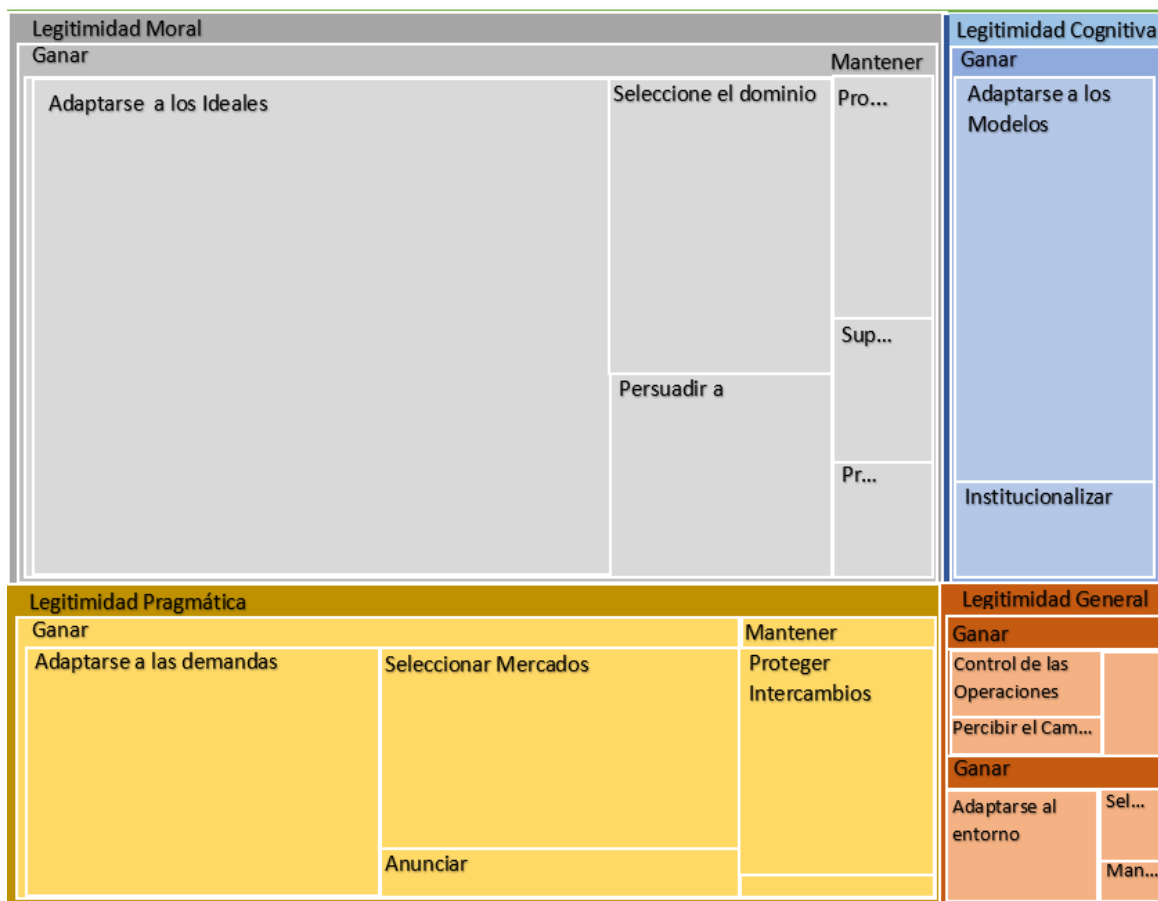 Legitimidad Moral
Ganar
Mantener
Adaptarse a los Ideales
Seleccione el dominio
Pro...
Sup...
Persuadir a
Pr...
Legitimidad Cognitiva
Ganar
Adaptarse a los
Modelos
Institucionalizar
Legitimidad Pragmática
Ganar
Mantener
Adaptarse a las demandas
Seleccionar Mercados
Proteger
Intercambios
Anunciar
Legitimidad General
Ganar
Control de las
Operaciones
Percibir el Cam...
Ganar
Adaptarse al
entorno
Sel...
Man...